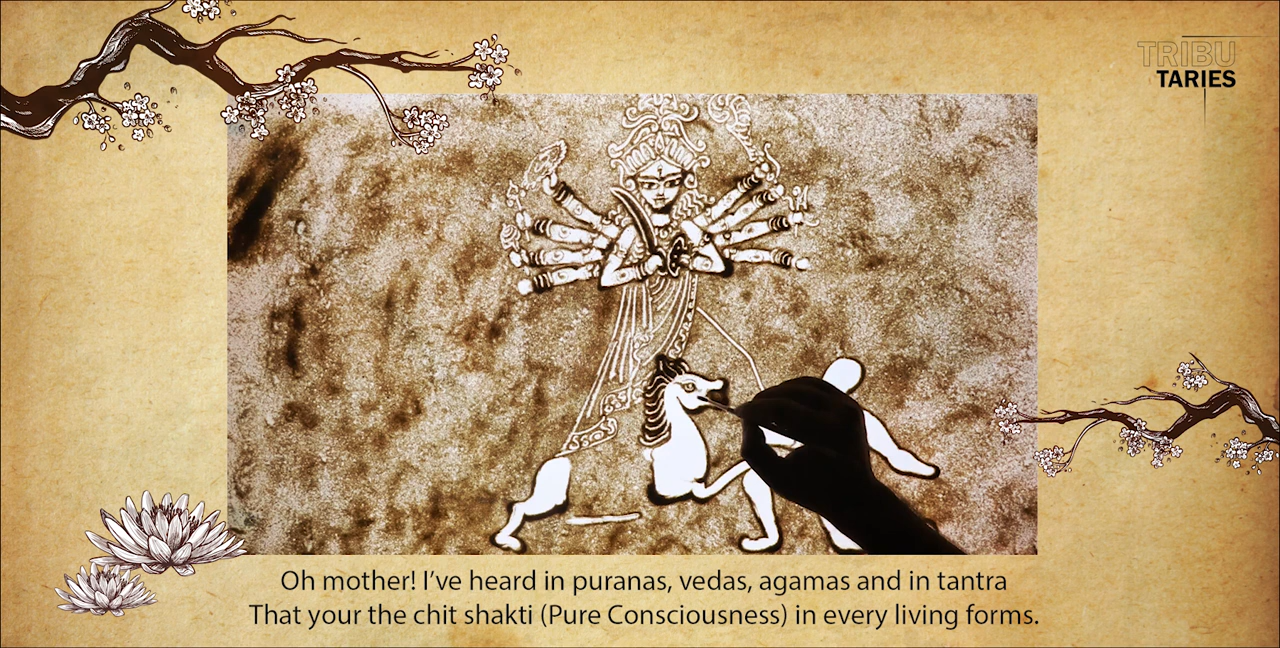 TRIBU
TARIES
Oh mother! I’ve heard in puranas, vedas, agamas and in tantra
That your the chit shakti (Pure Consciousness) in every living forms.